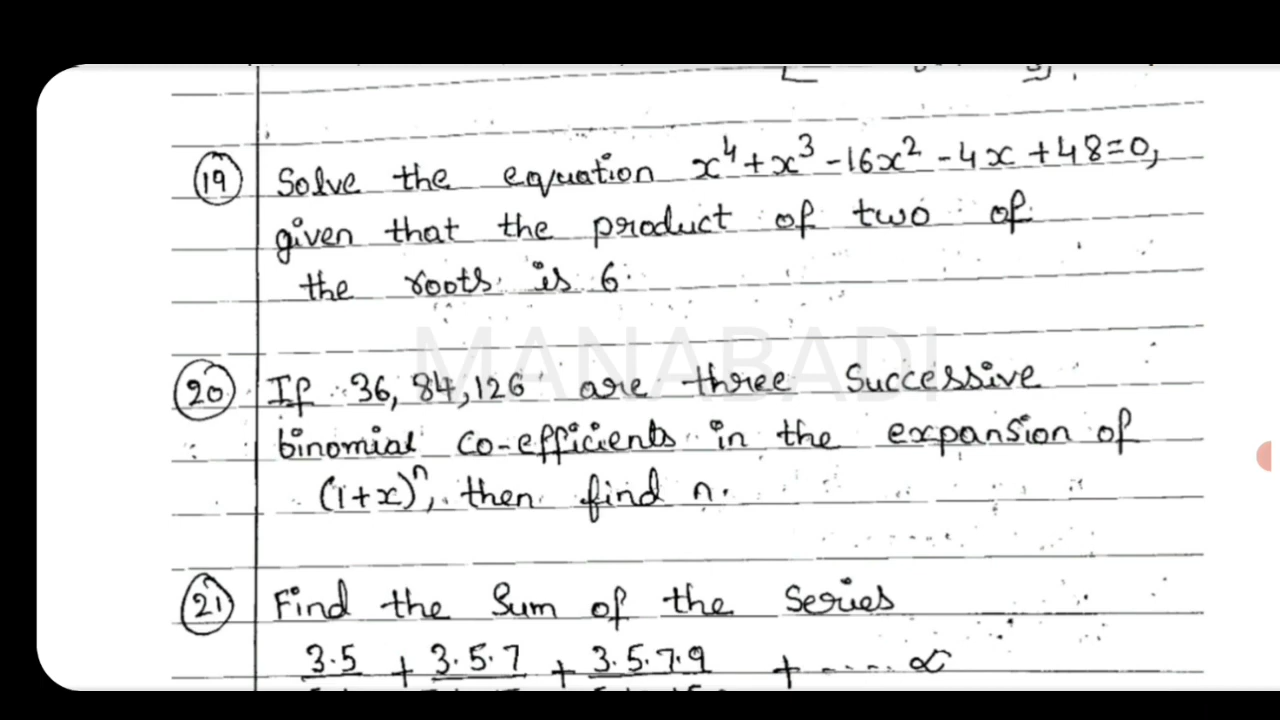 19 Solve the equation x⁴ + x³ - 16x² - 4x + 48 = 0,
given that the product of two of
the roots is 6.
MANABADI
20 If 36, 84, 126 are three Successive
binomial co-efficients in the expansion of
(1+x)ⁿ, then find n.
21 Find the Sum of the Series
3.5 + 3.5.7 + 3.5.7.9 + ..... ∝